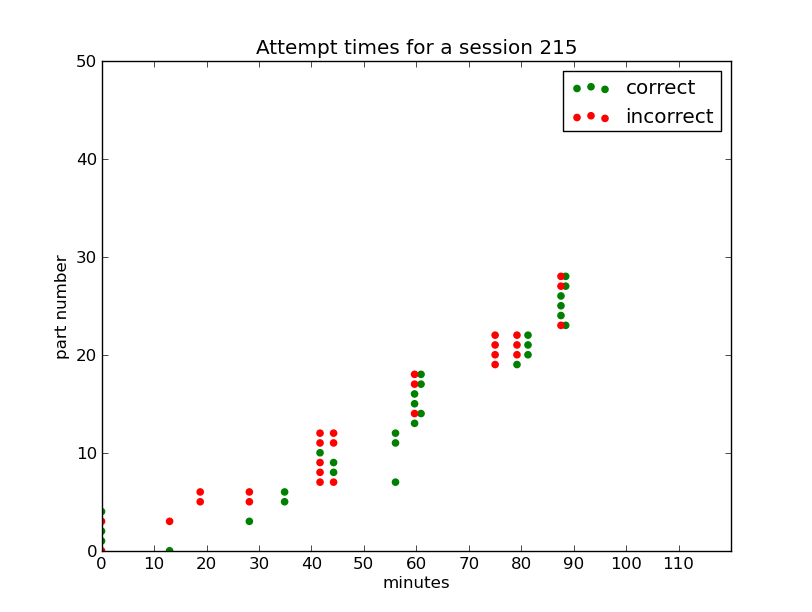 Attempt times for a session 215
correct
incorrect
50
40
30
20
10
0
part number
0 10 20 30 40 50 60 70 80 90 100 110
minutes